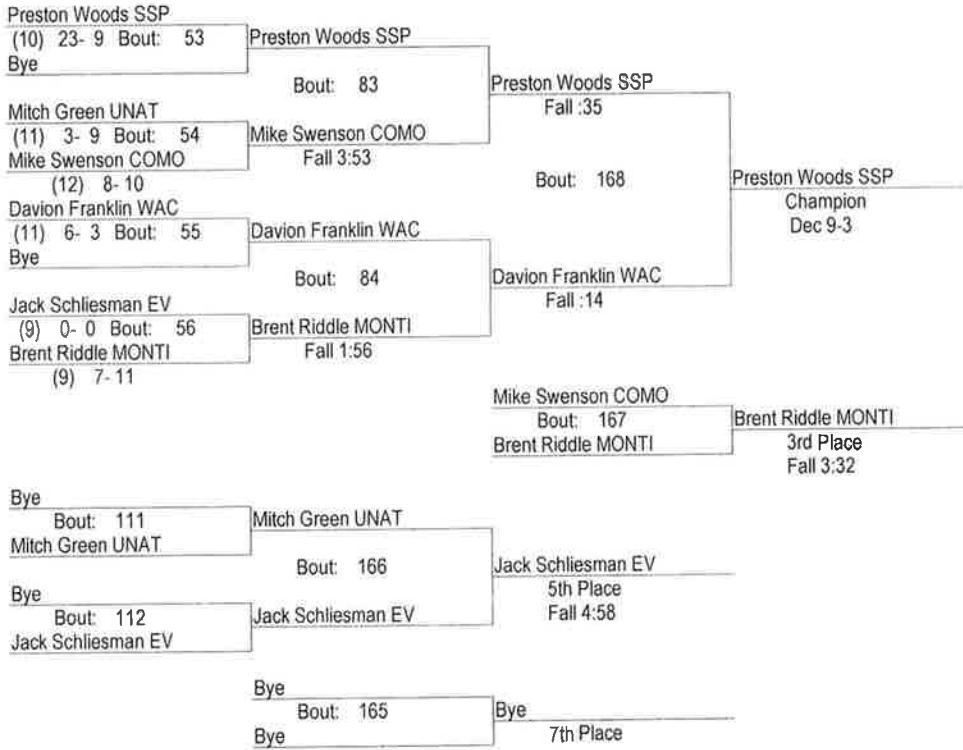 Preston Woods SSP
(10) 23- 9 Bout: 53
Bye
Preston Woods SSP
Bout: 83
Mitch Green UNAT
(11) 3- 9 Bout: 54
Mike Swenson COMO
(12) 8- 10
Mike Swenson COMO
Fall 3:53
Preston Woods SSP
Fall :35
Bout: 168
Davion Franklin WAC
(11) 6- 3 Bout: 55
Bye
Davion Franklin WAC
Bout: 84
Jack Schliesman EV
(9) 0- 0 Bout: 56
Brent Riddle MONTI
(9) 7- 11
Brent Riddle MONTI
Fall 1:56
Davion Franklin WAC
Fall :14
Preston Woods SSP
Champion
Dec 9-3
Mike Swenson COMO
Bout: 167
Brent Riddle MONTI
Brent Riddle MONTI
3rd Place
Fall 3:32
Bye
Bout: 111
Mitch Green UNAT
Mitch Green UNAT
Bout: 166
Bye
Bout: 112
Jack Schliesman EV
Jack Schliesman EV
Jack Schliesman EV
5th Place
Fall 4:58
Bye
Bout: 165
Bye
Bye
7th Place